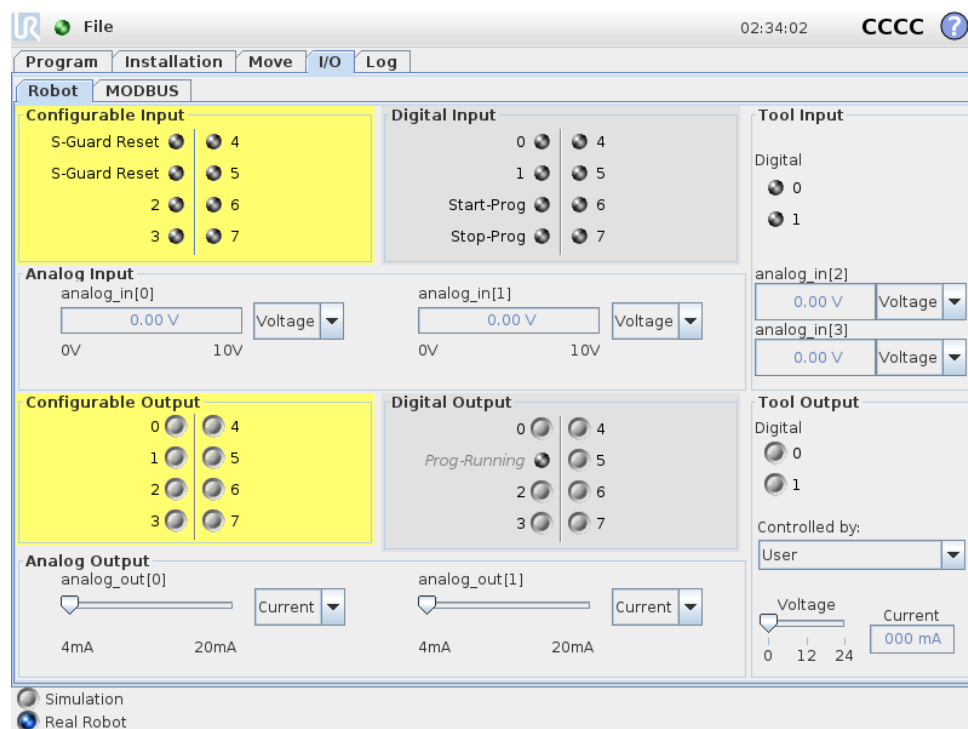 UR File 02:34:02 CCCC ?
Program Installation Move I/O Log
Robot MODBUS
Configurable Input
S-Guard Reset 4
S-Guard Reset 5
2 6
3 7
Digital Input
0 4
1 5
Start-Prog 6
Stop-Prog 7
Tool Input
Digital
0
1
analog_in[2]
0.00 V Voltage
analog_in[3]
0.00 V Voltage
Analog Input
analog_in[0]
0.00 V Voltage
0V 10V
analog_in[1]
0.00 V Voltage
0V 10V
Configurable Output
0 4
1 5
2 6
3 7
Digital Output
0 4
Prog-Running 5
2 6
3 7
Tool Output
Digital
0
1
Controlled by:
User
Voltage
0 12 24
Current
000 mA
Analog Output
analog_out[0]
Current
4mA 20mA
analog_out[1]
Current
4mA 20mA
Simulation
Real Robot